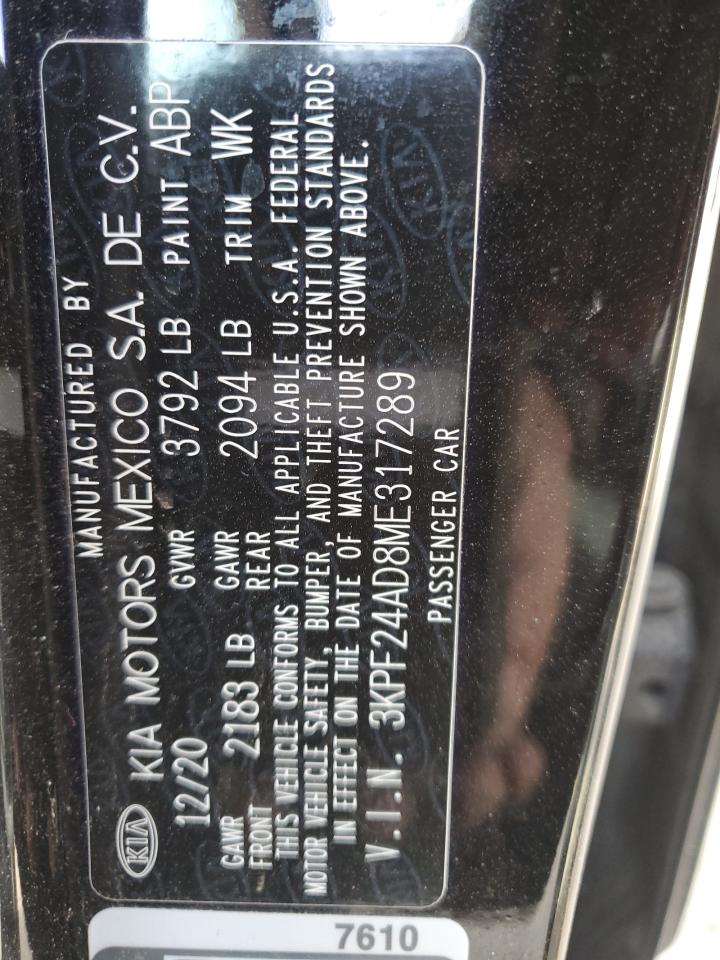 MANUFACTURED BY
KIA KIA MOTORS MEXICO S.A. DE C.V.
12/20 GVWR 3792 LB PAINT ABP
GAWR FRONT 2183 LB GAWR REAR 2094 LB TRIM WK
THIS VEHICLE CONFORMS TO ALL APPLICABLE U.S.A. FEDERAL
MOTOR VEHICLE SAFETY, BUMPER, AND THEFT PREVENTION STANDARDS
IN EFFECT ON THE DATE OF MANUFACTURE SHOWN ABOVE.
V.I.N. 3KPF24AD8ME317289
PASSENGER CAR
7610